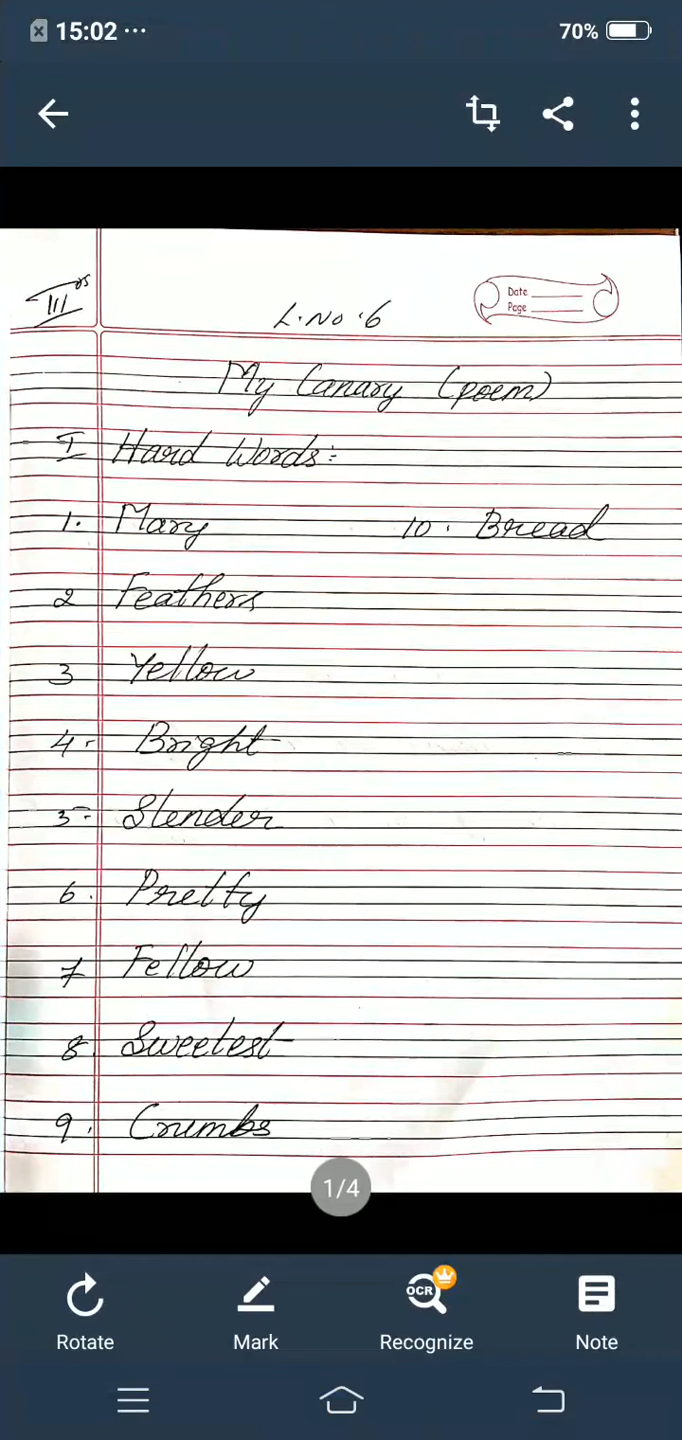 15:02 ...
70%
III rs
L.No.6
Date
Page
My Canary (poem)
I Hard Words:-
1. Mary 10. Bread
2 Feathers
3 Yellow
4. Bright
5. Slender
6. Pretty
7 Fellow
8. Sweetest
9. Crumbs
1/4
OCR
Rotate Mark Recognize Note